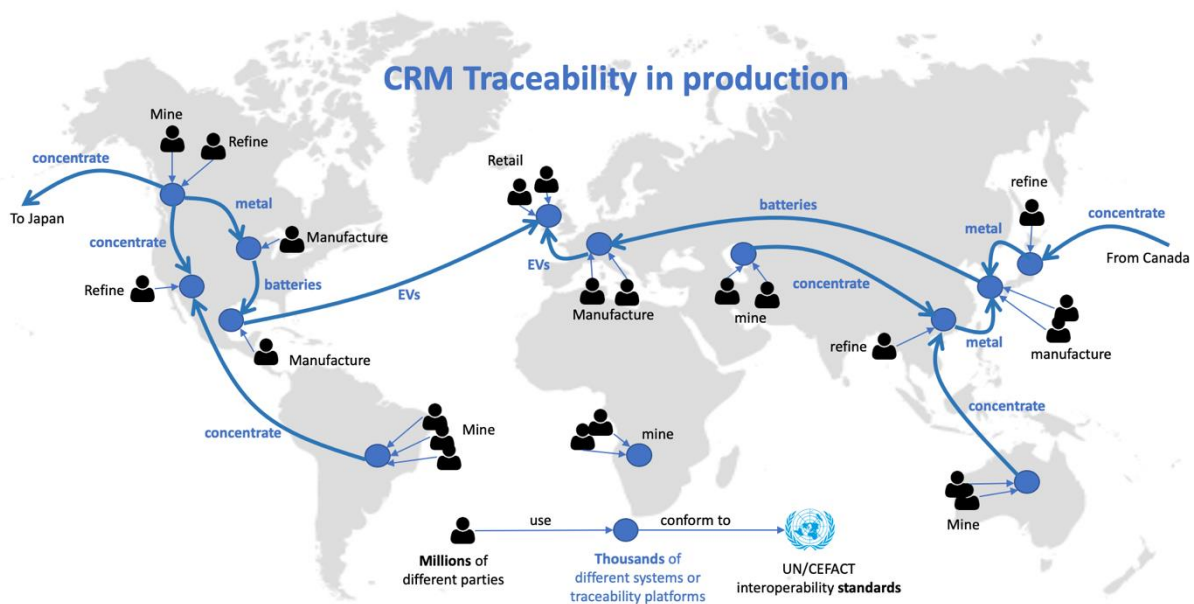 CRM Traceability in production
Mine
Refine
concentrate
To Japan
metal
concentrate
Manufacture
Refine
batteries
Manufacture
EVs
concentrate
Mine
Retail
EVs
Manufacture
mine
batteries
mine
concentrate
refine
metal
concentrate
From Canada
refine
metal
manufacture
concentrate
Mine
use
conform to
Millions of
different parties
Thousands of
different systems or
traceability platforms
UN/CEFACT
interoperability standards